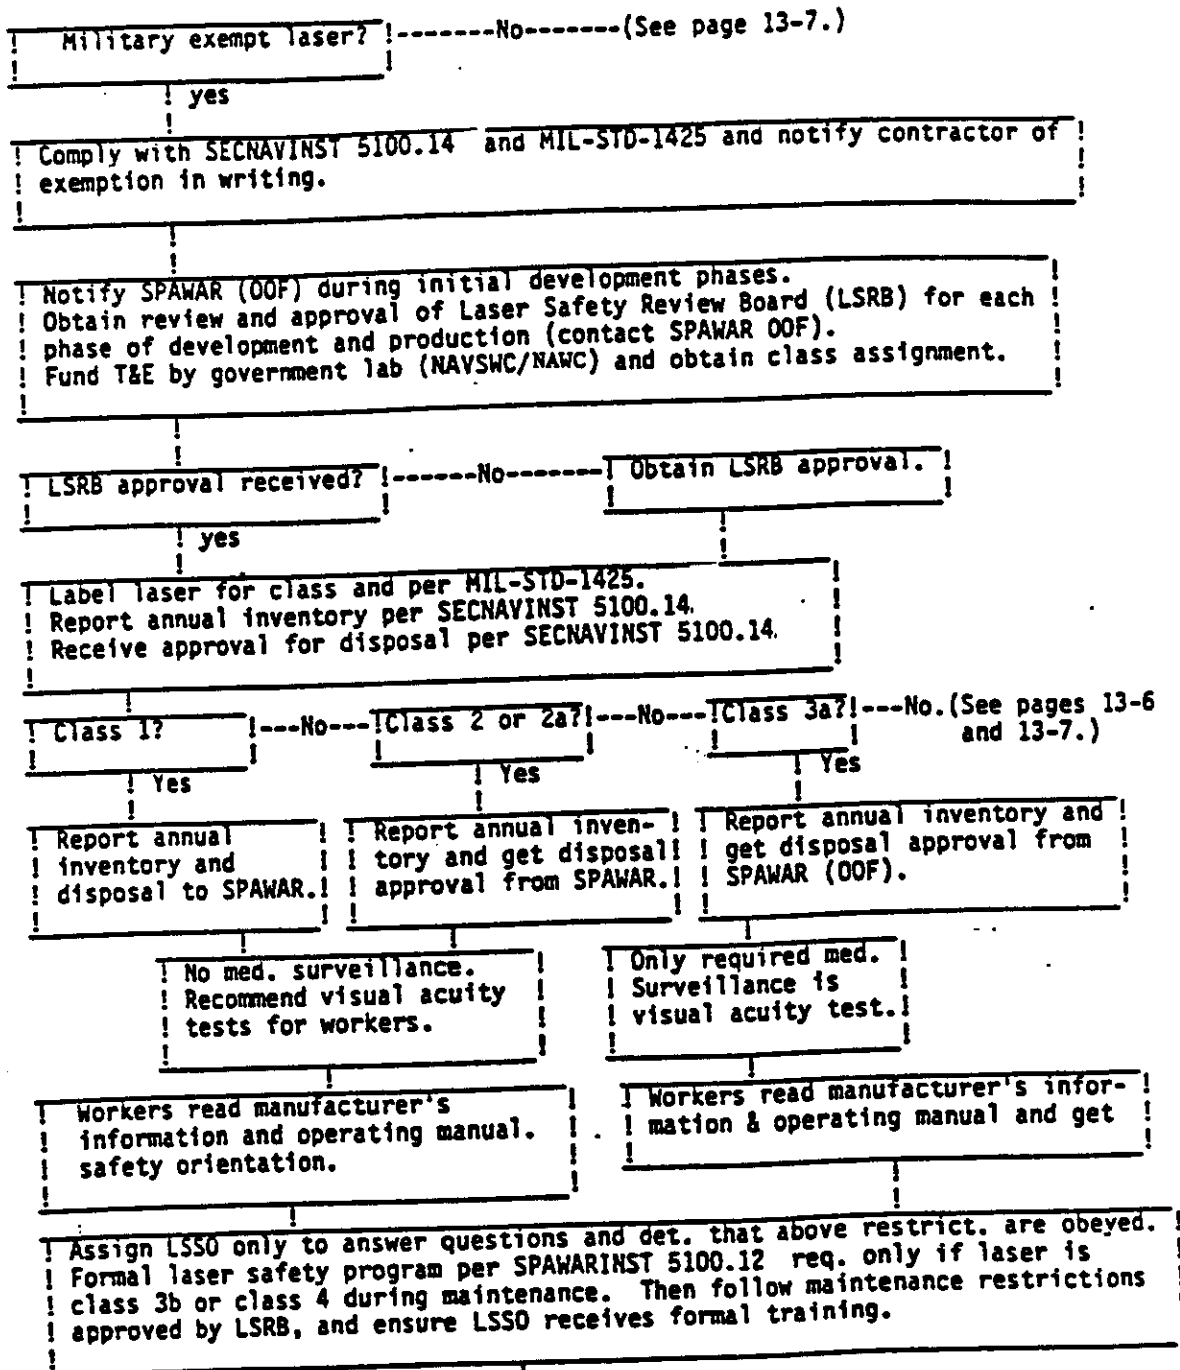 Military exempt laser? !-------No-------(See page 13-7.)
yes
Comply with SECNAVINST 5100.14 and MIL-STD-1425 and notify contractor of
exemption in writing.
Notify SPAWAR (OOF) during initial development phases.
Obtain review and approval of Laser Safety Review Board (LSRB) for each
phase of development and production (contact SPAWAR OOF).
Fund T&E by government lab (NAVSWC/NAWC) and obtain class assignment.
LSRB approval received? !------No-------! Obtain LSRB approval.
yes
Label laser for class and per MIL-STD-1425.
Report annual inventory per SECNAVINST 5100.14.
Receive approval for disposal per SECNAVINST 5100.14.
Class 1? !---No---!Class 2 or 2a?!---No---!Class 3a?!---No.(See pages 13-6
and 13-7.)
Yes
Yes
Yes
Report annual
inventory and
disposal to SPAWAR.
Report annual inven-
tory and get disposal
approval from SPAWAR.
Report annual inventory and
get disposal approval from
SPAWAR (OOF).
No med. surveillance.
Recommend visual acuity
tests for workers.
Only required med.
Surveillance is
visual acuity test.
Workers read manufacturer's
information and operating manual.
safety orientation.
Workers read manufacturer's infor-
mation & operating manual and get
Assign LSSO only to answer questions and det. that above restrict. are obeyed.
Formal laser safety program per SPAWARINST 5100.12 req. only if laser is
class 3b or class 4 during maintenance. Then follow maintenance restrictions
approved by LSRB, and ensure LSSO receives formal training.